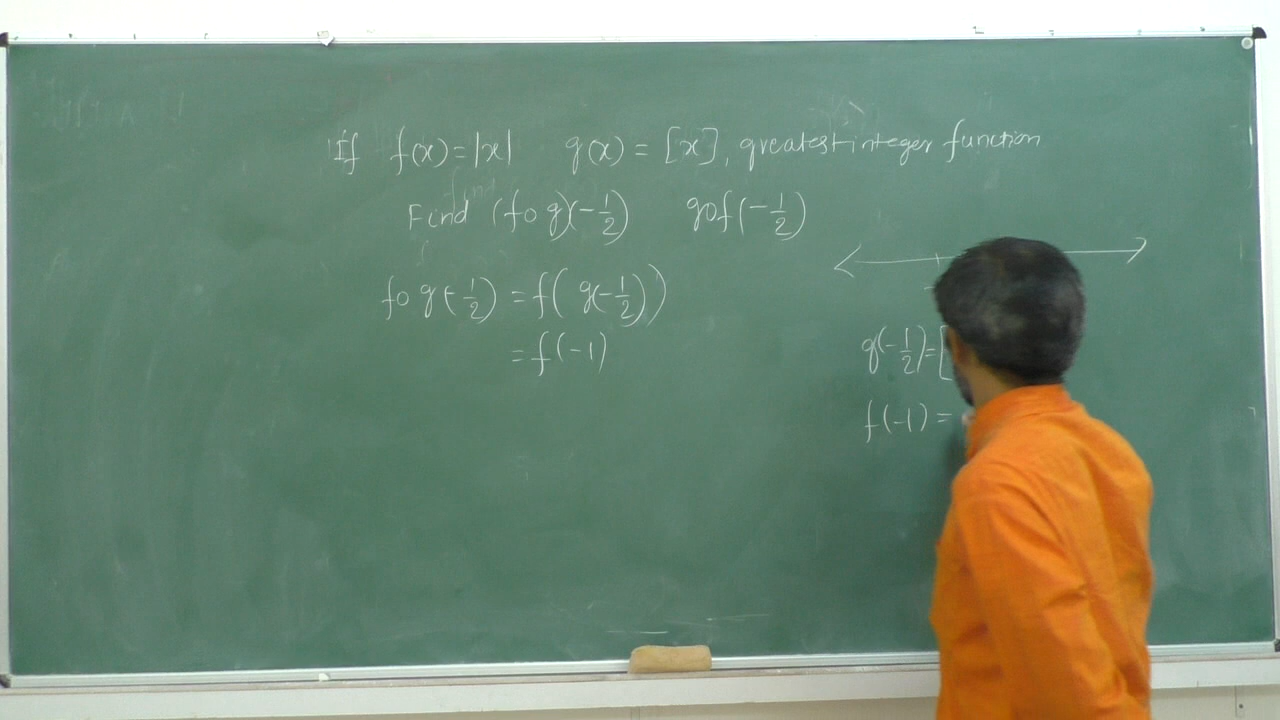 If f(x)=|x| g(x) = [x], greatest integer function
Find (fog)(-1/2) gof(-1/2)
fog(-1/2) = f(g(-1/2))
= f(-1)
g(-1/2)=[
f(-1) =